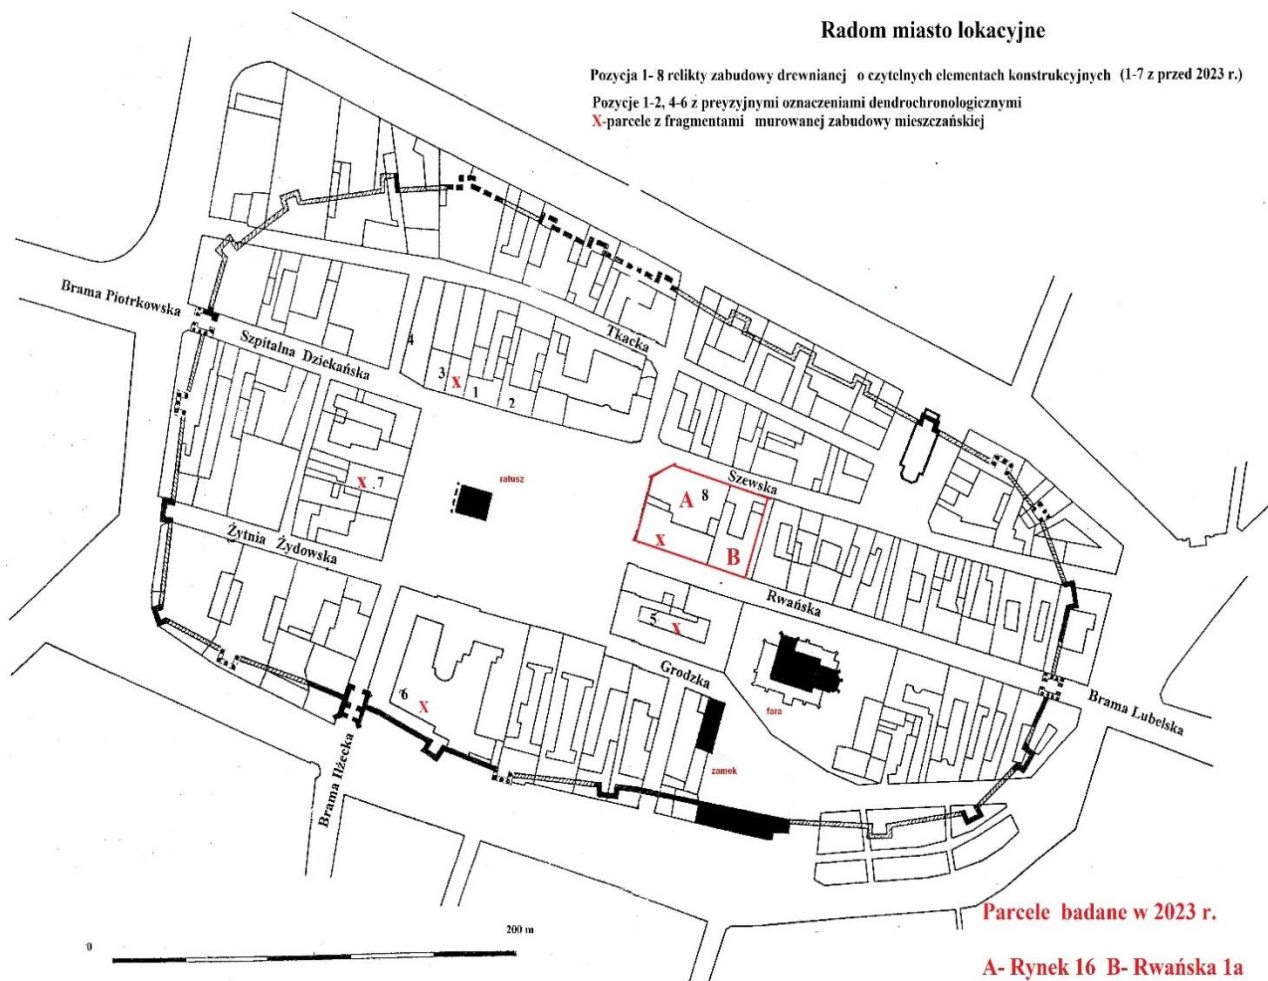 Radom miasto lokacyjne
Pozycja 1- 8 relikty zabudowy drewnianej o czytelnych elementach konstrukcyjnych (1-7 z przed 2023 r.)
Pozycje 1-2, 4-6 z preyzyjnymi oznaczeniami dendrochronologicznymi
X-parcele z fragmentami murowanej zabudowy mieszczańskiej
Brama Piotrkowska
Szpitalna Dziekańska
Tkacka
4
3
X
1
2
X
.7
ratusz
Szewska
A
8
X
B
Żytnia Żydowska
Rwańska
5
X
Grodzka
6
X
fara
zamek
Brama Lubelska
Brama Iłżecka
0
200 m
Parcele badane w 2023 r.
A- Rynek 16 B- Rwańska 1a